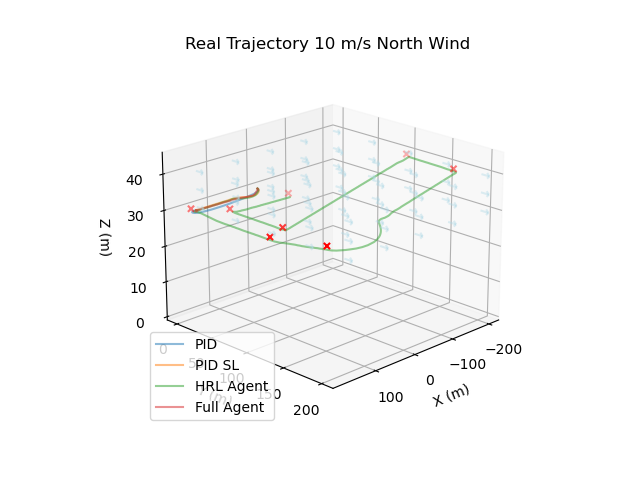 Real Trajectory 10 m/s North Wind
Z (m)
40
30
20
10
0
0
50
100
150
200
Y (m)
100
0
−100
−200
X (m)
PID
PID SL
HRL Agent
Full Agent